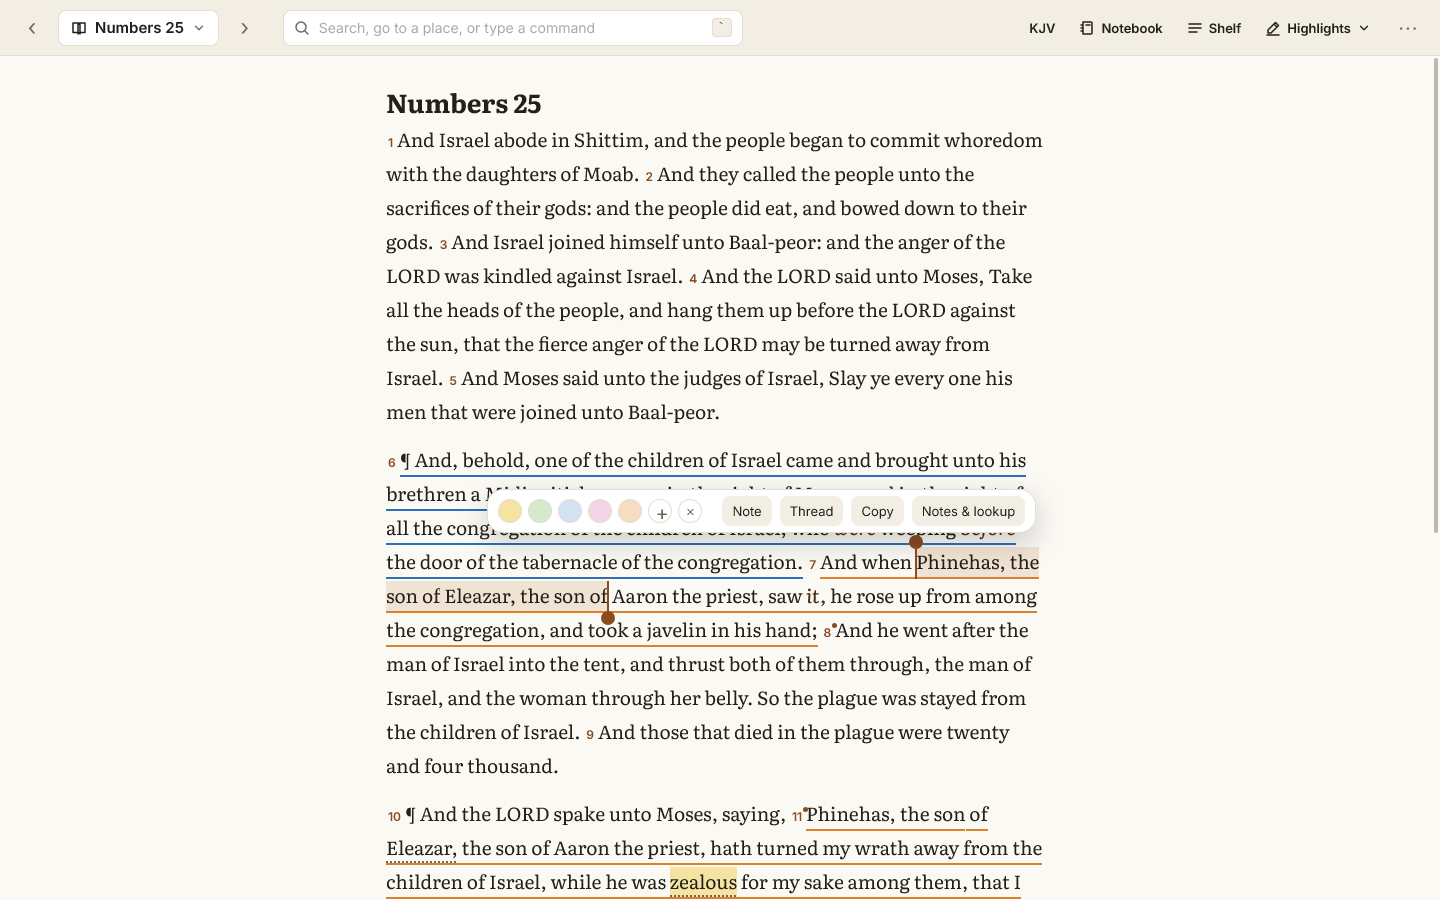 Numbers 25
Search, go to a place, or type a command
`
KJV
Notebook
Shelf
Highlights
Numbers 25
1 And Israel abode in Shittim, and the people began to commit whoredom
with the daughters of Moab. 2 And they called the people unto the
sacrifices of their gods: and the people did eat, and bowed down to their
gods. 3 And Israel joined himself unto Baal-peor: and the anger of the
LORD was kindled against Israel. 4 And the LORD said unto Moses, Take
all the heads of the people, and hang them up before the LORD against
the sun, that the fierce anger of the LORD may be turned away from
Israel. 5 And Moses said unto the judges of Israel, Slay ye every one his
men that were joined unto Baal-peor.
6 ¶ And, behold, one of the children of Israel came and brought unto his
brethren a
Note
Thread
Copy
Notes & lookup
all the congregation of the children of Israel, who were weeping before
the door of the tabernacle of the congregation. 7 And when Phinehas, the
son of Eleazar, the son of Aaron the priest, saw it, he rose up from among
the congregation, and took a javelin in his hand; 8 And he went after the
man of Israel into the tent, and thrust both of them through, the man of
Israel, and the woman through her belly. So the plague was stayed from
the children of Israel. 9 And those that died in the plague were twenty
and four thousand.
10 ¶ And the LORD spake unto Moses, saying, 11 Phinehas, the son of
Eleazar, the son of Aaron the priest, hath turned my wrath away from the
children of Israel, while he was zealous for my sake among them, that I